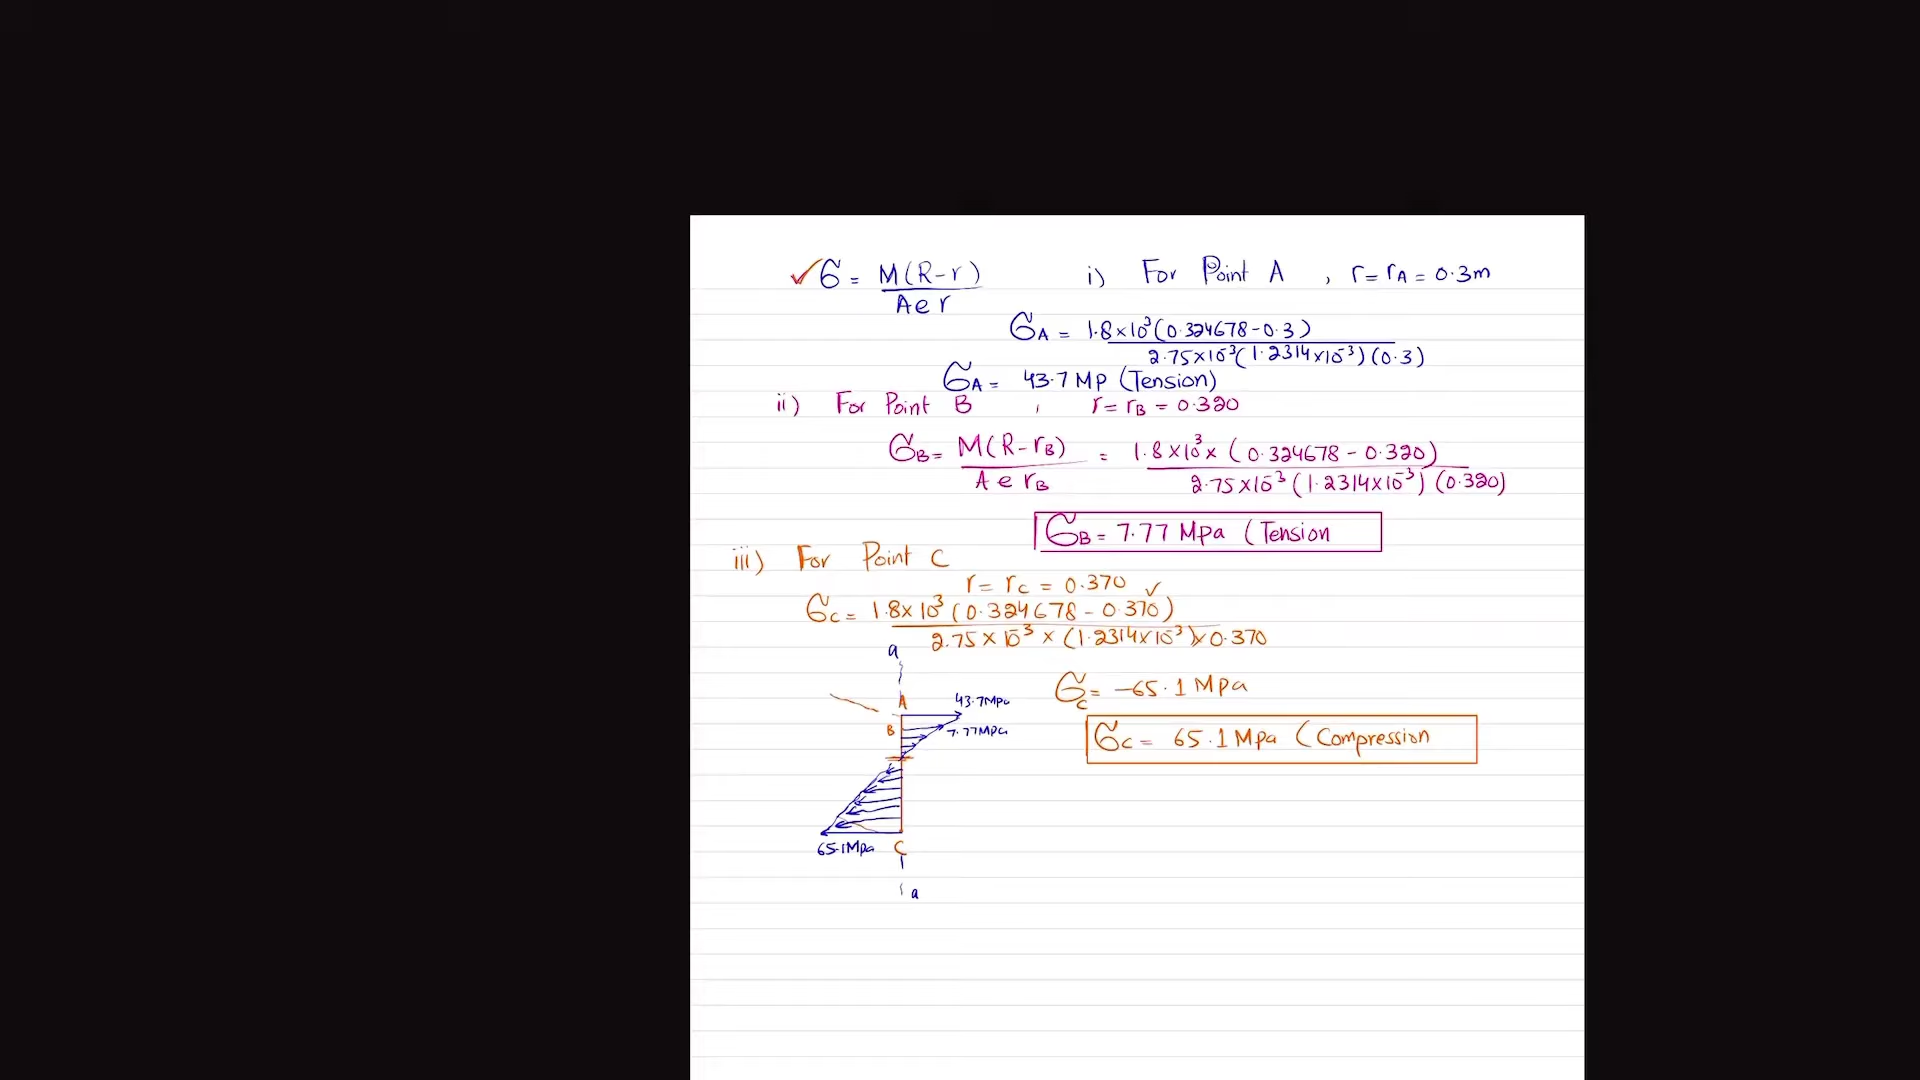 ✓ σ = M(R-r) / Aer    i) For Point A , r = rA = 0.3m
σA = 1.8×10³(0.324678-0.3) / 2.75×10⁻³(1.2314×10⁻³)(0.3)
σA = 43.7 MP (Tension)
ii) For Point B , r = rB = 0.320
σB = M(R-rB) / A e rB = 1.8×10³×(0.324678-0.320) / 2.75×10⁻³(1.2314×10⁻³)(0.320)
σB = 7.77 Mpa (Tension
iii) For Point C
r = rC = 0.370 ✓
σC = 1.8×10³(0.324678-0.370) / 2.75×10⁻³×(1.2314×10⁻³)×0.370
a
σC = -65.1 MPa
A 43.7MPa
B 7.77MPa
σC = 65.1 Mpa (Compression
65.1Mpa C
a